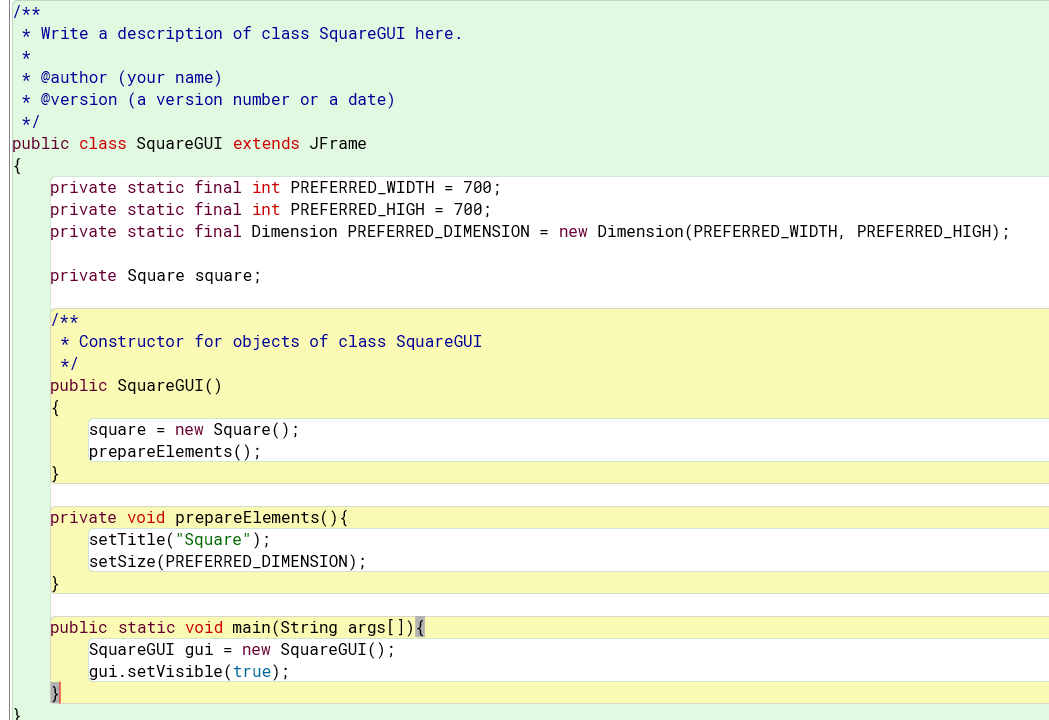 /**
 * Write a description of class SquareGUI here.
 *
 * @author (your name)
 * @version (a version number or a date)
 */
public class SquareGUI extends JFrame
{
    private static final int PREFERRED_WIDTH = 700;
    private static final int PREFERRED_HIGH = 700;
    private static final Dimension PREFERRED_DIMENSION = new Dimension(PREFERRED_WIDTH, PREFERRED_HIGH);

    private Square square;

    /**
     * Constructor for objects of class SquareGUI
     */
    public SquareGUI()
    {
        square = new Square();
        prepareElements();
    }

    private void prepareElements(){
        setTitle("Square");
        setSize(PREFERRED_DIMENSION);
    }

    public static void main(String args[]){
        SquareGUI gui = new SquareGUI();
        gui.setVisible(true);
    }
}